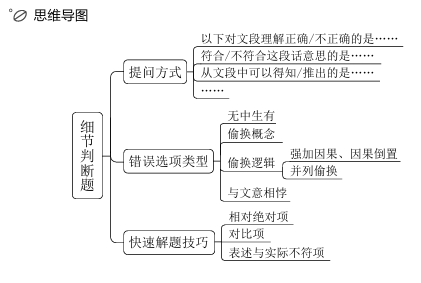 思维导图
以下对文段理解正确/不正确的是……
符合/不符合这段话意思的是……
提问方式
从文段中可以得知/推出的是……
……
细节判断题
无中生有
偷换概念
错误选项类型
偷换逻辑
强加因果、因果倒置
并列偷换
与文意相悖
相对绝对项
快速解题技巧
对比项
表述与实际不符项